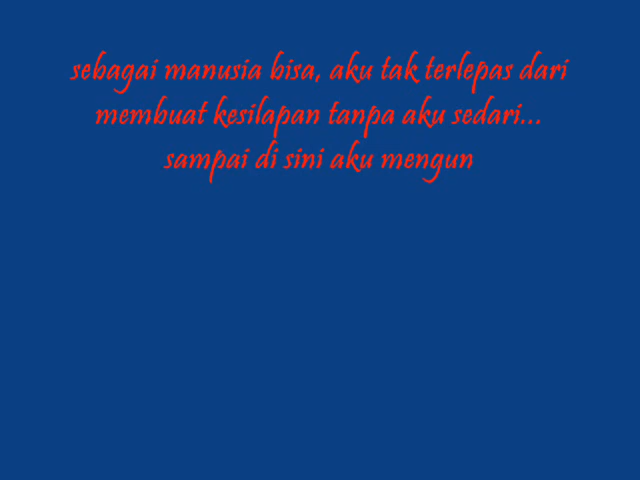 sebagai manusia bisa, aku tak terlepas dari
membuat kesilapan tanpa aku sedari...
sampai di sini aku mengun